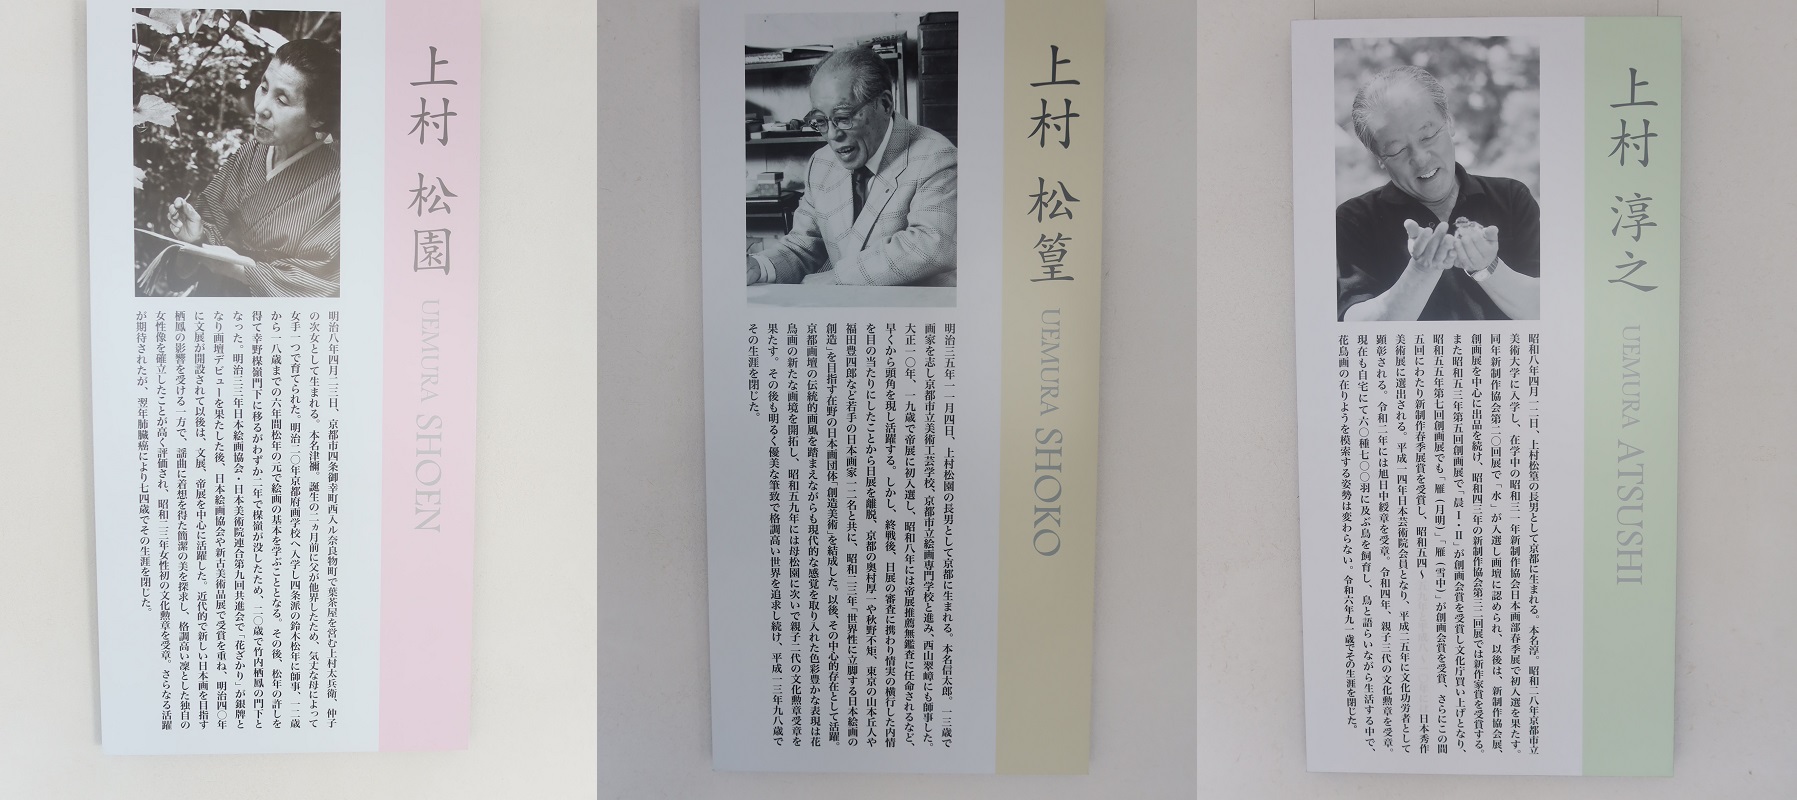 上村 松園
UEMURA SHOEN
明治八年四月二三日、京都市四条御幸町西入ル奈良物町で葉茶屋を営む上村太兵衛、仲子
の次女として生まれる。本名津禰。誕生の二ヵ月前に父が他界したため、気丈な母によって
女手一つで育てられた。明治二〇年京都府画学校へ入学し四条派の鈴木松年に師事、一二歳
から一八歳までの六年間松年の元で絵画の基本を学ぶこととなる。その後、松年の許しを
得て幸野楳嶺門下に移るがわずか二年で楳嶺が没したため、二〇歳で竹内栖鳳の門下と
なった。明治三三年日本絵画協会・日本美術院連合第九回共進会で「花ざかり」が銀牌と
なり画壇デビューを果たした後、日本絵画協会や新古美術品展で受賞を重ね、明治四〇年
に文展が開設されて以後は、文展、帝展を中心に活躍した。近代的で新しい日本画を目指す
栖鳳の影響を受ける一方で、謡曲に着想を得た簡潔の美を探求し、格調高い凜とした独自の
女性像を確立したことが高く評価され、昭和二三年女性初の文化勲章を受章。さらなる活躍
が期待されたが、翌年肺臓癌により七四歳でその生涯を閉じた。
上村 松篁
UEMURA SHOKO
明治三五年一一月四日、上村松園の長男として京都に生まれる。本名信太郎。一三歳で
画家を志し京都市立美術工芸学校、京都市立絵画専門学校と進み、西山翠嶂にも師事した。
大正一〇年、一九歳で帝展に初入選し、昭和八年には帝展推薦無鑑査に任命されるなど、
早くから頭角を現し活躍する。しかし、終戦後、日展の審査に携わり情実の横行した内情
を目の当たりにしたことから日展を離脱、京都の奥村厚一や秋野不矩、東京の山本丘人や
福田豊四郎など若手の日本画家一二名と共に、昭和二三年「世界性に立脚する日本絵画の
創造」を目指す在野の日本画団体「創造美術」を結成した。以後、その中心的存在として活躍。
京都画壇の伝統的画風を踏まえながらも現代的な感覚を取り入れた色彩豊かな表現は花
鳥画の新たな画境を開拓し、昭和五九年には母松園に次いで親子二代の文化勲章受章を
果たす。その後も明るく優美な筆致で格調高い世界を追求し続け、平成一三年九八歳で
その生涯を閉じた。
上村 淳之
UEMURA ATSUSHI
昭和八年四月一二日、上村松篁の長男として京都に生まれる。本名淳。昭和二八年京都市立
美術大学に入学し、在学中の昭和三一年新制作協会日本画部春季展で初入選を果たす。
同年新制作協会第二〇回展で「水」が入選し画壇に認められ、以後は、新制作協会展、
創画展を中心に出品を続け、昭和四三年の新制作協会第三二回展では新作家賞を受賞する。
また昭和五三年第五回創画展で「晨Ⅰ・Ⅱ」が創画会賞を受賞し文化庁買い上げとなり、
昭和五五年第七回創画展でも「雁（月明）」「雁（雪中）」が創画会賞を受賞、さらにこの間
五回にわたり新制作春季展賞を受賞し、昭和五四～ 日本秀作
美術展に選出される。平成一四年日本芸術院会員となり、平成二五年に文化功労者として
顕彰される。令和二年には旭日中綬章を受章。令和四年、親子三代の文化勲章を受章。
現在も自宅にて六〇種七〇〇羽に及ぶ鳥を飼育し、鳥と語らいながら生活する中で、
花鳥画の在りようを模索する姿勢は変わらない。令和六年九一歳でその生涯を閉じた。